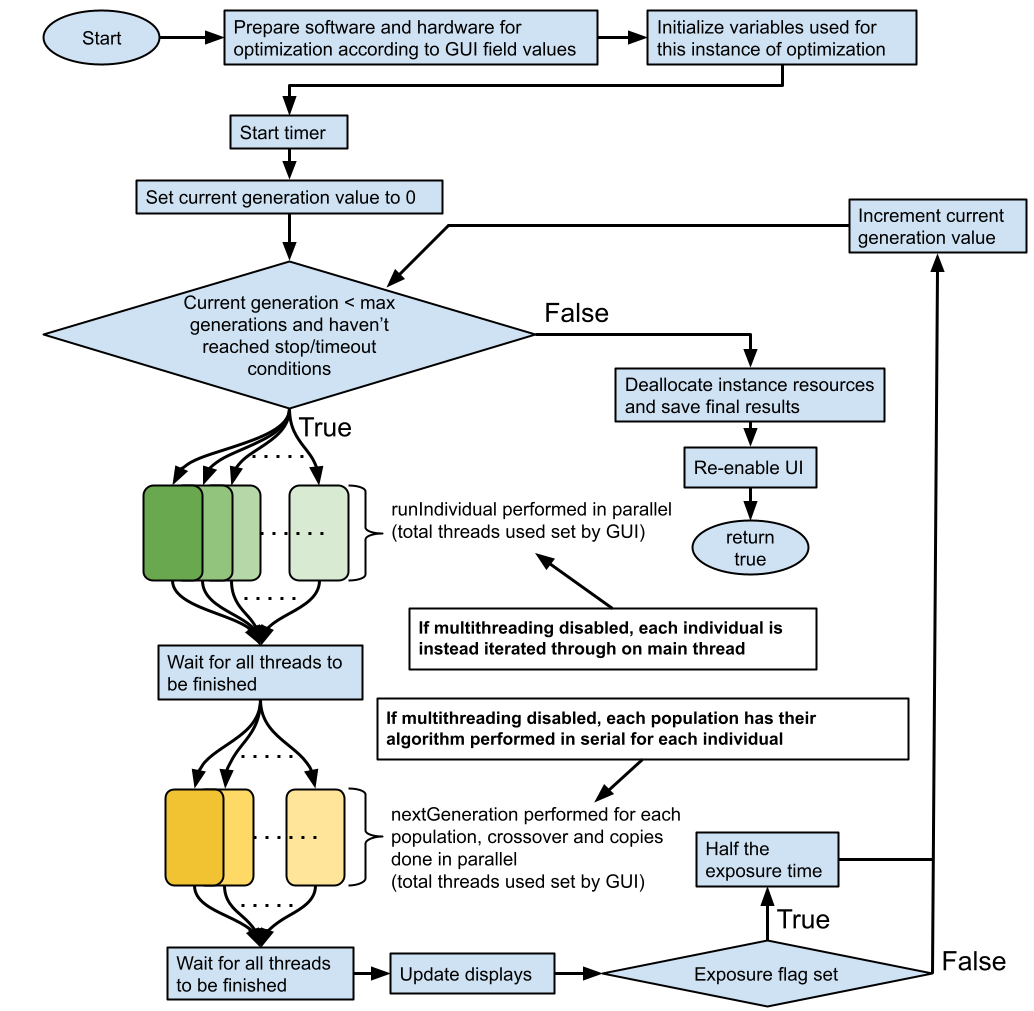 Start
Prepare software and hardware for
optimization according to GUI field values
Initialize variables used for
this instance of optimization
Start timer
Set current generation value to 0
Increment current
generation value
Current generation < max
generations and haven't
reached stop/timeout
conditions
False
Deallocate instance resources
and save final results
Re-enable UI
return
true
True
runIndividual performed in parallel
(total threads used set by GUI)
If multithreading disabled, each individual is
instead iterated through on main thread
Wait for all threads to
be finished
If multithreading disabled, each population has their
algorithm performed in serial for each individual
nextGeneration performed for each
population, crossover and copies
done in parallel
(total threads used set by GUI)
Half the
exposure time
True
Wait for all threads
to be finished
Update displays
Exposure flag set
False